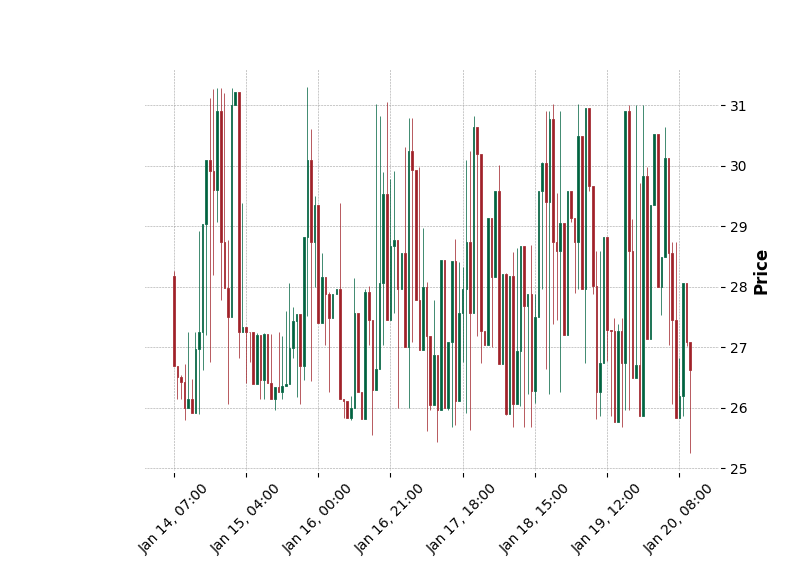 31
30
29
28
27
26
25
Price
Jan 14, 07:00
Jan 15, 04:00
Jan 16, 00:00
Jan 16, 21:00
Jan 17, 18:00
Jan 18, 15:00
Jan 19, 12:00
Jan 20, 08:00